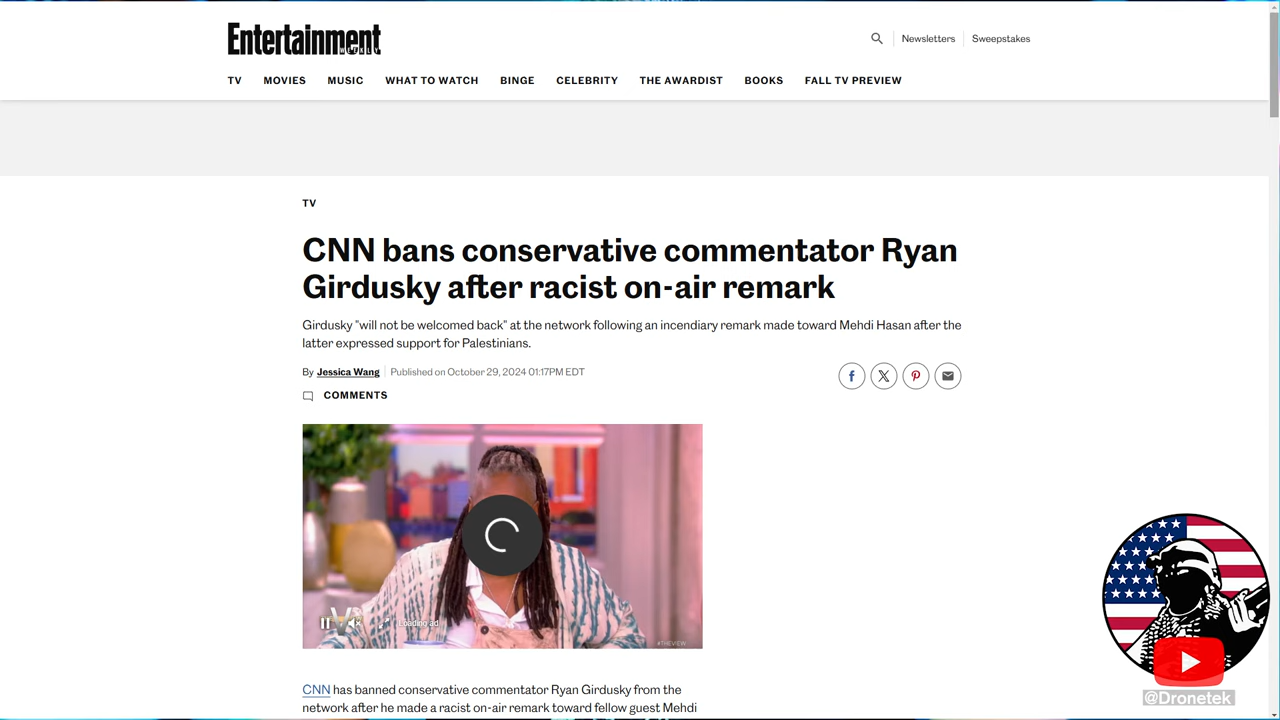 Entertainment
WEEKLY
Newsletters
Sweepstakes
TV
MOVIES
MUSIC
WHAT TO WATCH
BINGE
CELEBRITY
THE AWARDIST
BOOKS
FALL TV PREVIEW
TV
CNN bans conservative commentator Ryan
Girdusky after racist on-air remark
Girdusky "will not be welcomed back" at the network following an incendiary remark made toward Mehdi Hasan after the
latter expressed support for Palestinians.
By Jessica Wang Published on October 29, 2024 01:17PM EDT
COMMENTS
Loading ad
#THEVIEW
CNN has banned conservative commentator Ryan Girdusky from the
network after he made a racist on-air remark toward fellow guest Mehdi
@Dronetek